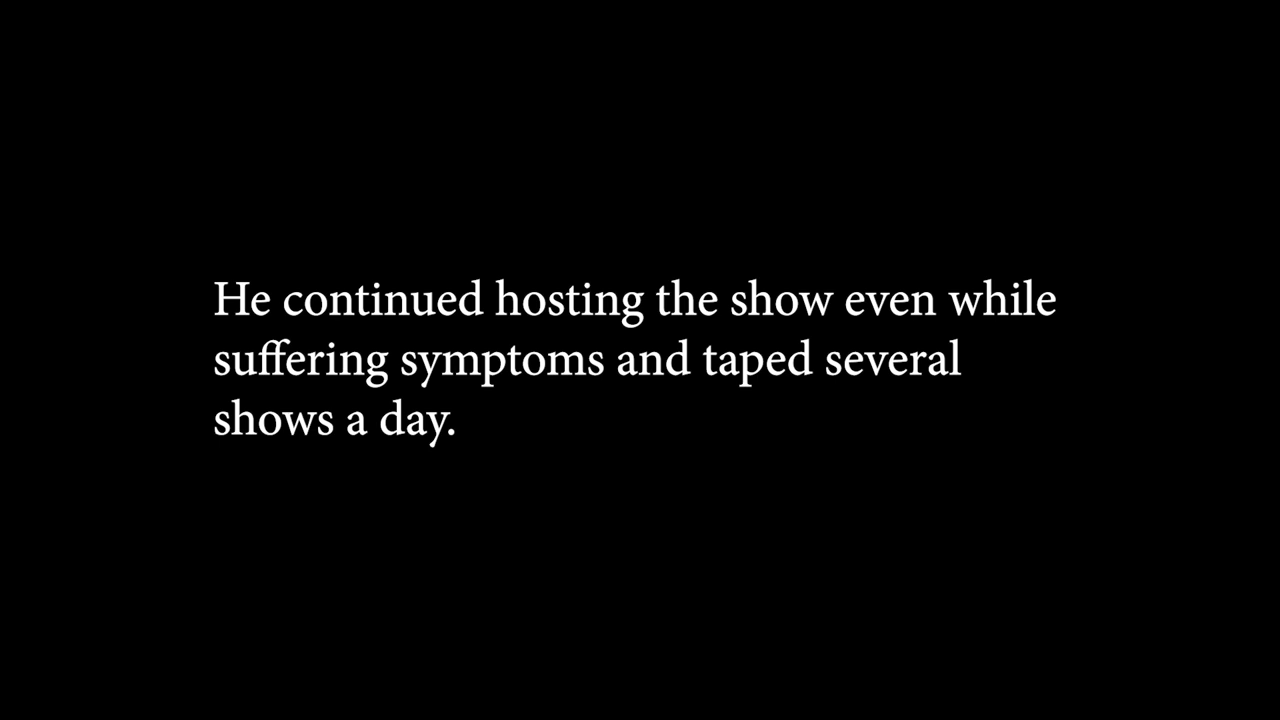 He continued hosting the show even while
suffering symptoms and taped several
shows a day.